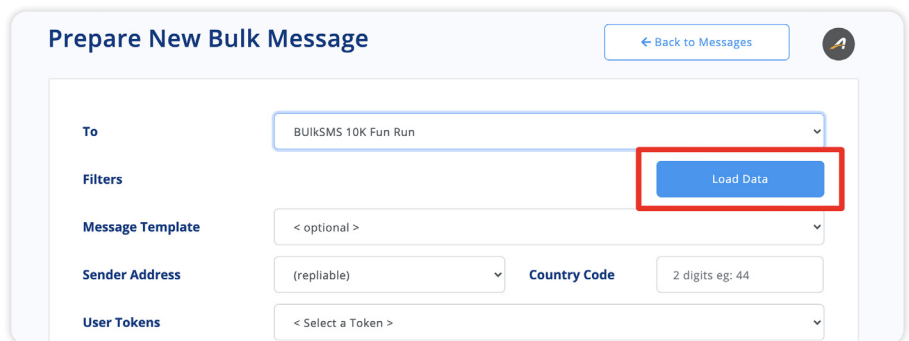 Prepare New Bulk Message
← Back to Messages
To
BUlkSMS 10K Fun Run
Filters
Load Data
Message Template
< optional >
Sender Address
(repliable)
Country Code
2 digits eg: 44
User Tokens
< Select a Token >